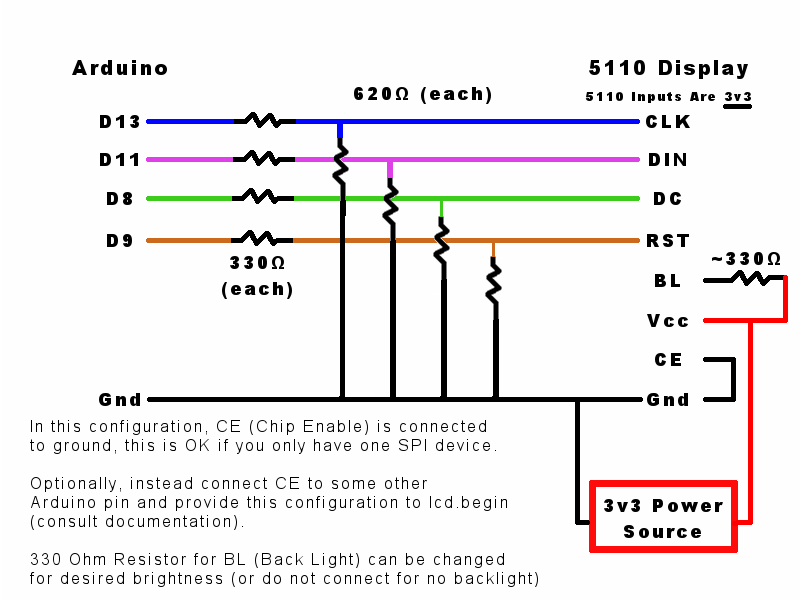 Arduino
5110 Display
620Ω (each)
5110 Inputs Are 3v3
D13
CLK
D11
DIN
D8
DC
D9
RST
330Ω
(each)
~330Ω
BL
Vcc
CE
Gnd
Gnd
In this configuration, CE (Chip Enable) is connected
to ground, this is OK if you only have one SPI device.
Optionally, instead connect CE to some other
Arduino pin and provide this configuration to lcd.begin
(consult documentation).
3v3 Power
Source
330 Ohm Resistor for BL (Back Light) can be changed
for desired brightness (or do not connect for no backlight)